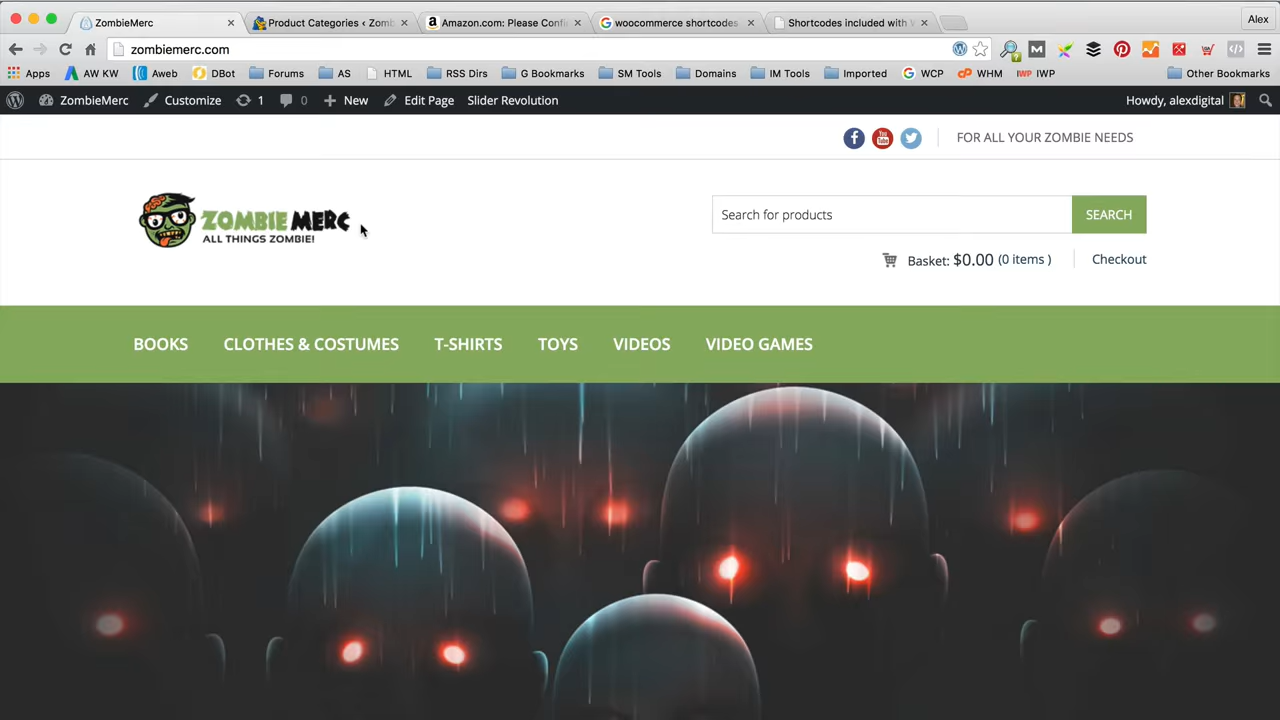 ZombieMerc
Product Categories ‹ Zomb
Amazon.com: Please Confi
woocommerce shortcodes
Shortcodes included with
Alex
zombiemerc.com
Apps
AW KW
Aweb
DBot
Forums
AS
HTML
RSS Dirs
G Bookmarks
SM Tools
Domains
IM Tools
Imported
WCP
WHM
IWP IWP
Other Bookmarks
ZombieMerc
Customize
1
0
New
Edit Page
Slider Revolution
Howdy, alexdigital
FOR ALL YOUR ZOMBIE NEEDS
ZOMBIE MERC
ALL THINGS ZOMBIE!
Search for products
SEARCH
Basket: $0.00 (0 items )
Checkout
BOOKS
CLOTHES & COSTUMES
T-SHIRTS
TOYS
VIDEOS
VIDEO GAMES